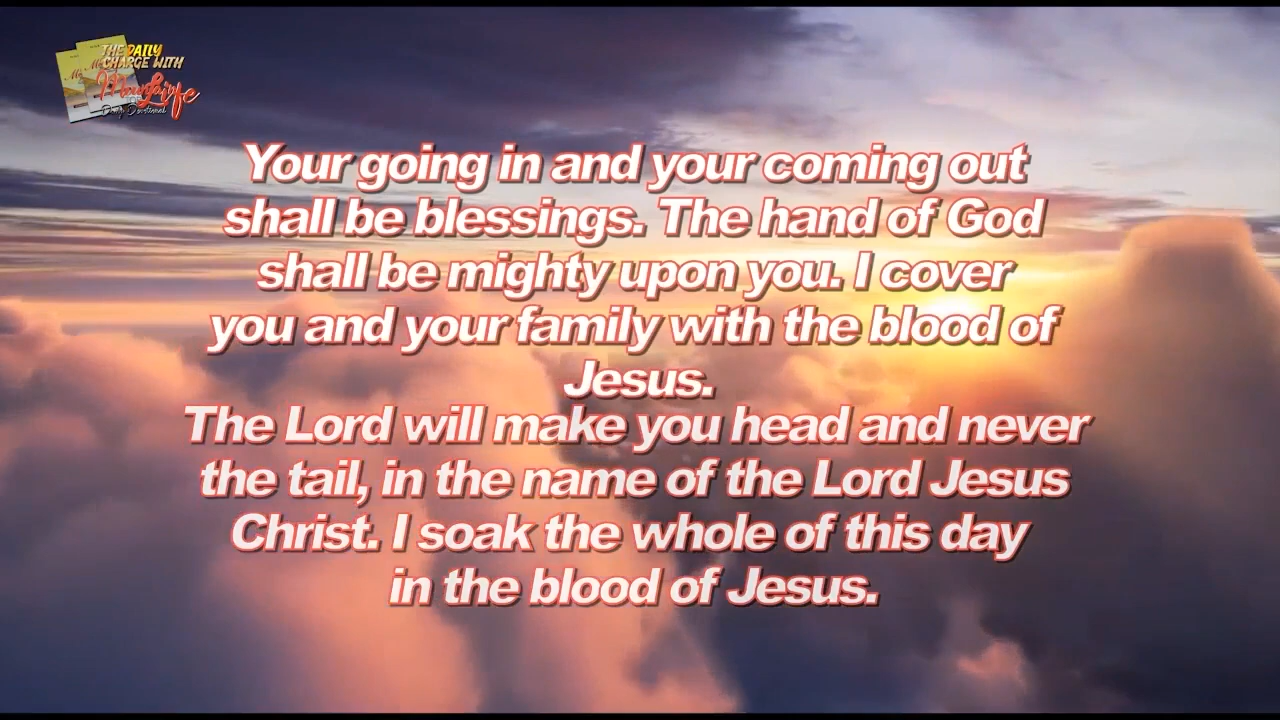 THE DAILY
CHARGE WITH
Your going in and your coming out
shall be blessings. The hand of God
shall be mighty upon you. I cover
you and your family with the blood of
Jesus.
The Lord will make you head and never
the tail, in the name of the Lord Jesus
Christ. I soak the whole of this day
in the blood of Jesus.